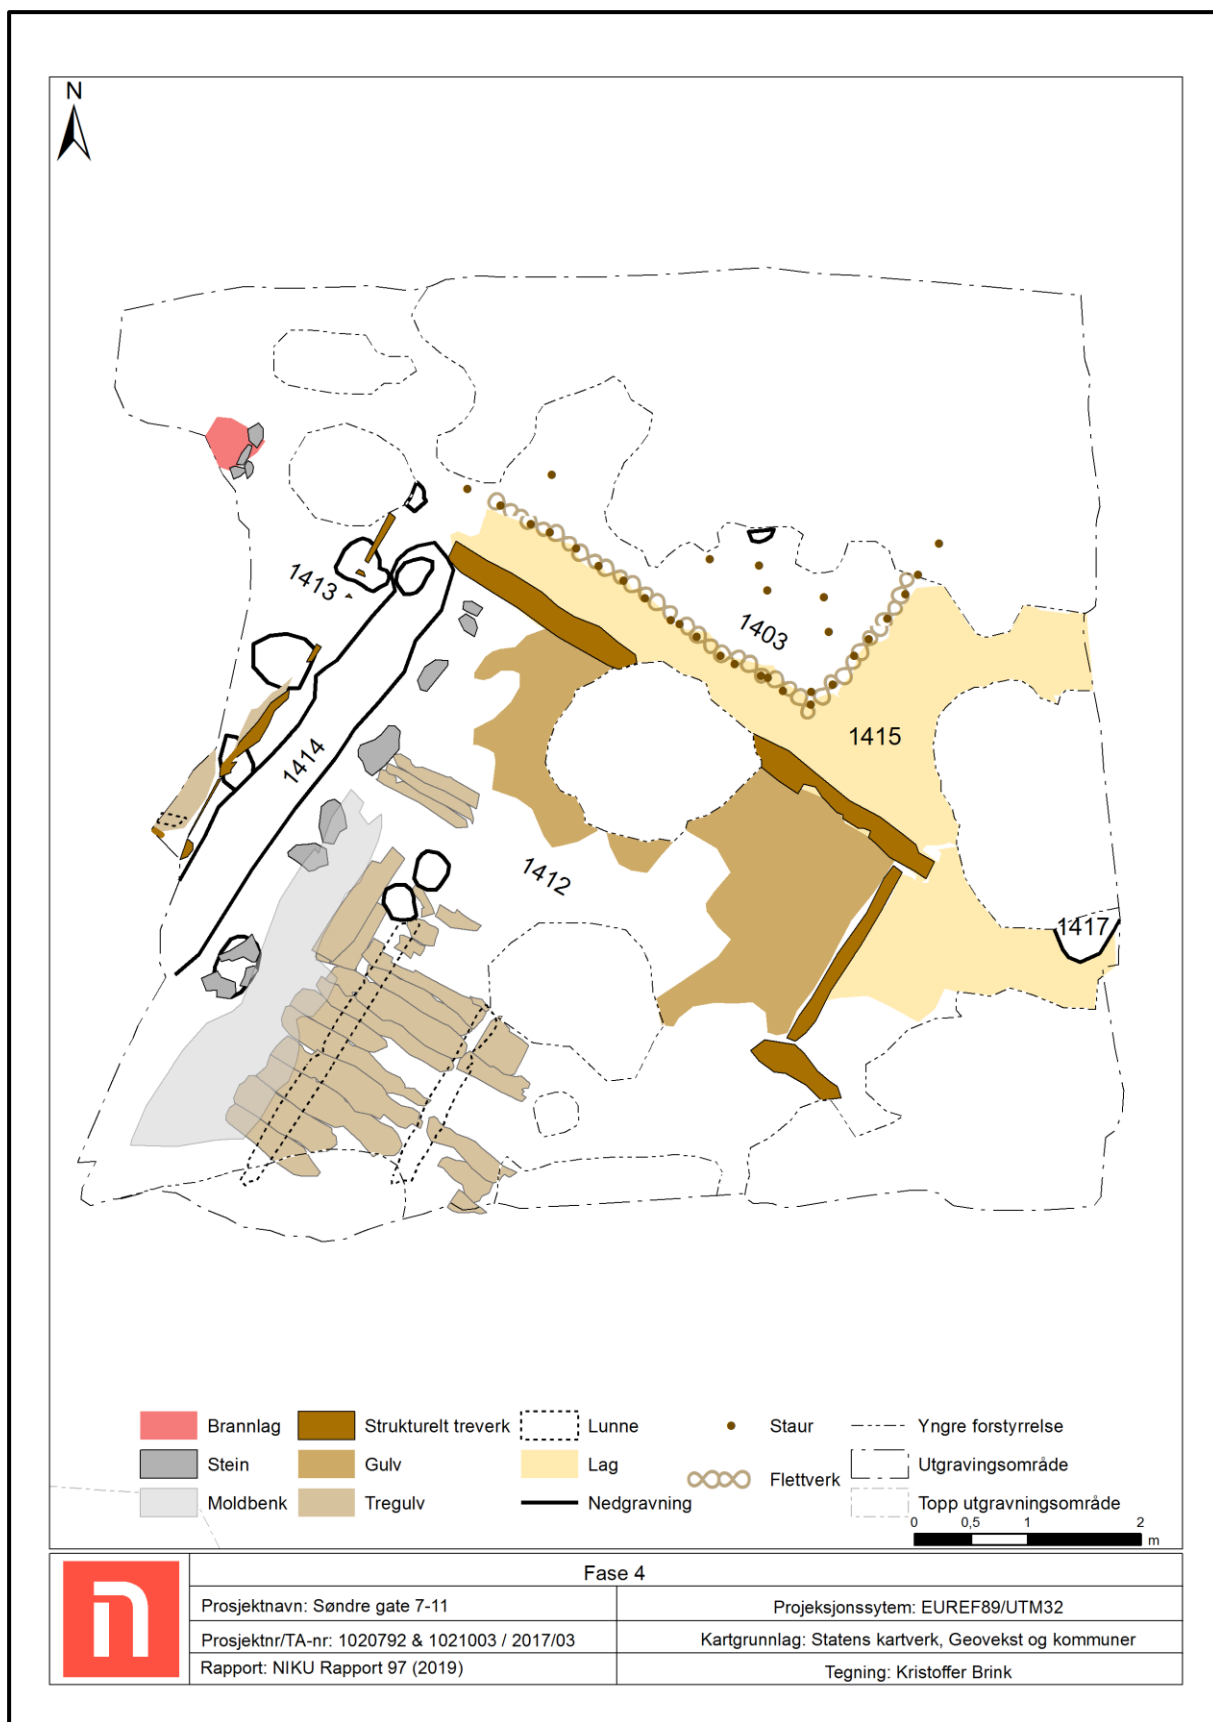 N
1413
1403
1414
1415
1412
1417
Brannlag
Strukturelt treverk
Lunne
Staur
Yngre forstyrrelse
Stein
Gulv
Lag
Flettverk
Utgravingsområde
Moldbenk
Tregulv
Nedgravning
Topp utgravningsområde
0 0,5 1 2
m
Fase 4
Prosjektnavn: Søndre gate 7-11
Projeksjonssytem: EUREF89/UTM32
Prosjektnr/TA-nr: 1020792 & 1021003 / 2017/03
Kartgrunnlag: Statens kartverk, Geovekst og kommuner
Rapport: NIKU Rapport 97 (2019)
Tegning: Kristoffer Brink